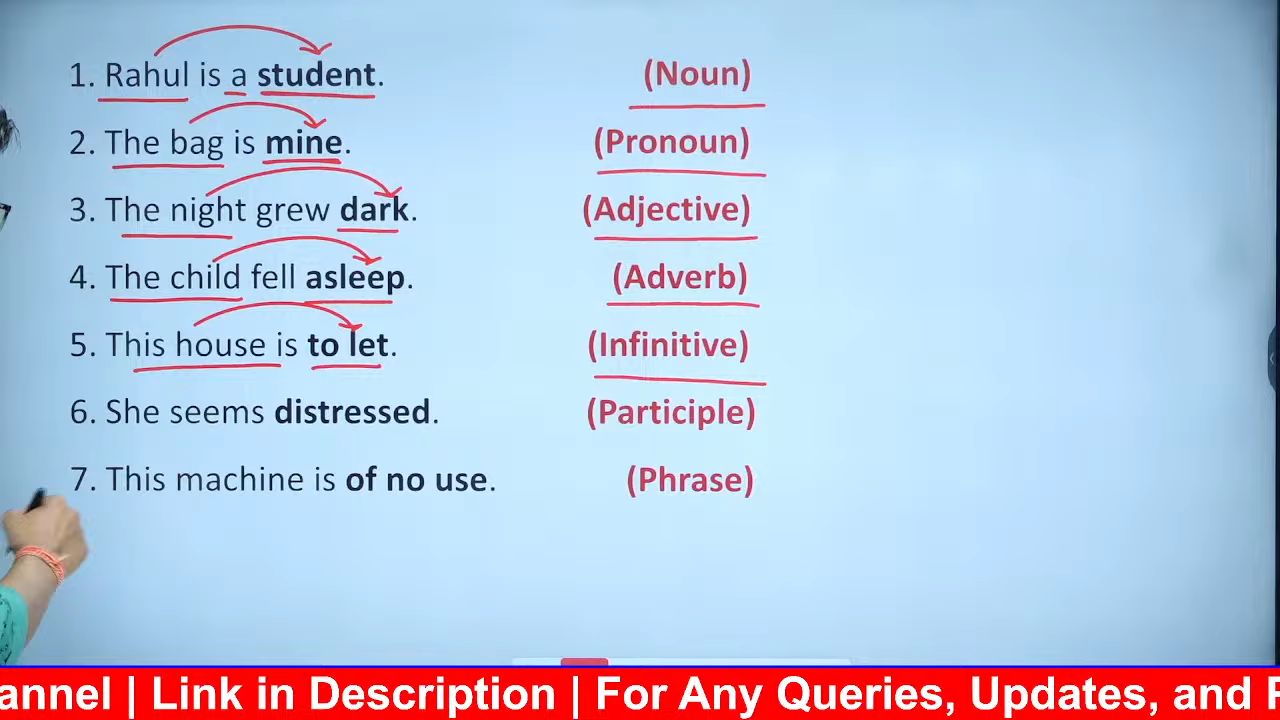 1. Rahul is a student. (Noun)
2. The bag is mine. (Pronoun)
3. The night grew dark. (Adjective)
4. The child fell asleep. (Adverb)
5. This house is to let. (Infinitive)
6. She seems distressed. (Participle)
7. This machine is of no use. (Phrase)
annel | Link in Description | For Any Queries, Updates, and